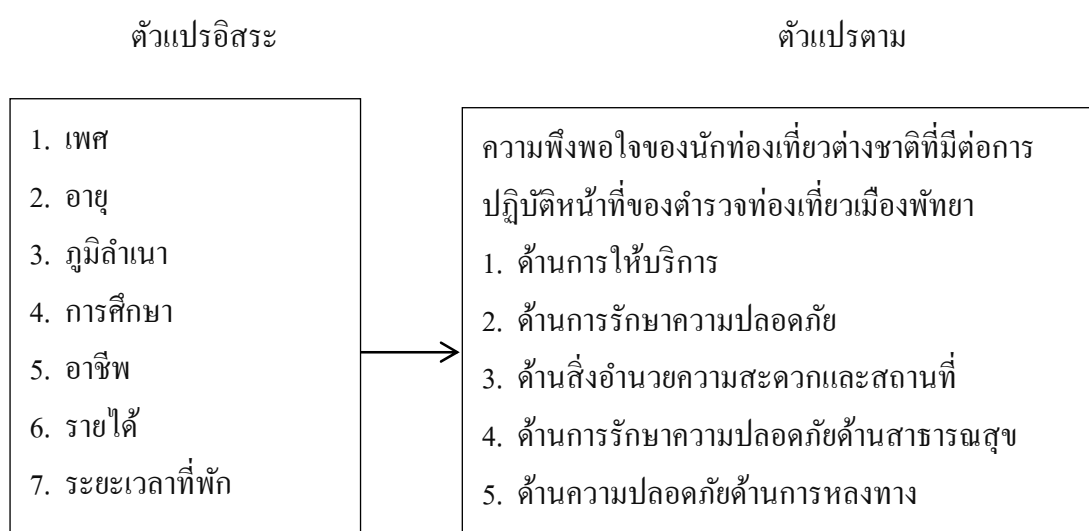 ตัวแปรอิสระ
ตัวแปรตาม
1. เพศ
2. อายุ
3. ภูมิลำเนา
4. การศึกษา
5. อาชีพ
6. รายได้
7. ระยะเวลาที่พัก
ความพึงพอใจของนักท่องเที่ยวต่างชาติที่มีต่อการ
ปฏิบัติหน้าที่ของตำรวจท่องเที่ยวเมืองพัทยา
1. ด้านการให้บริการ
2. ด้านการรักษาความปลอดภัย
3. ด้านสิ่งอำนวยความสะดวกและสถานที่
4. ด้านการรักษาความปลอดภัยด้านสาธารณสุข
5. ด้านความปลอดภัยด้านการหลงทาง